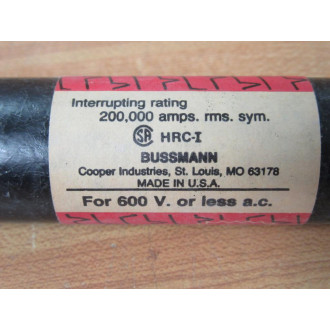 Interrupting rating
200,000 amps. rms. sym.
SA HRC-I
BUSSMANN
Cooper Industries, St. Louis, MO 63178
MADE IN U.S.A.
For 600 V. or less a.c.